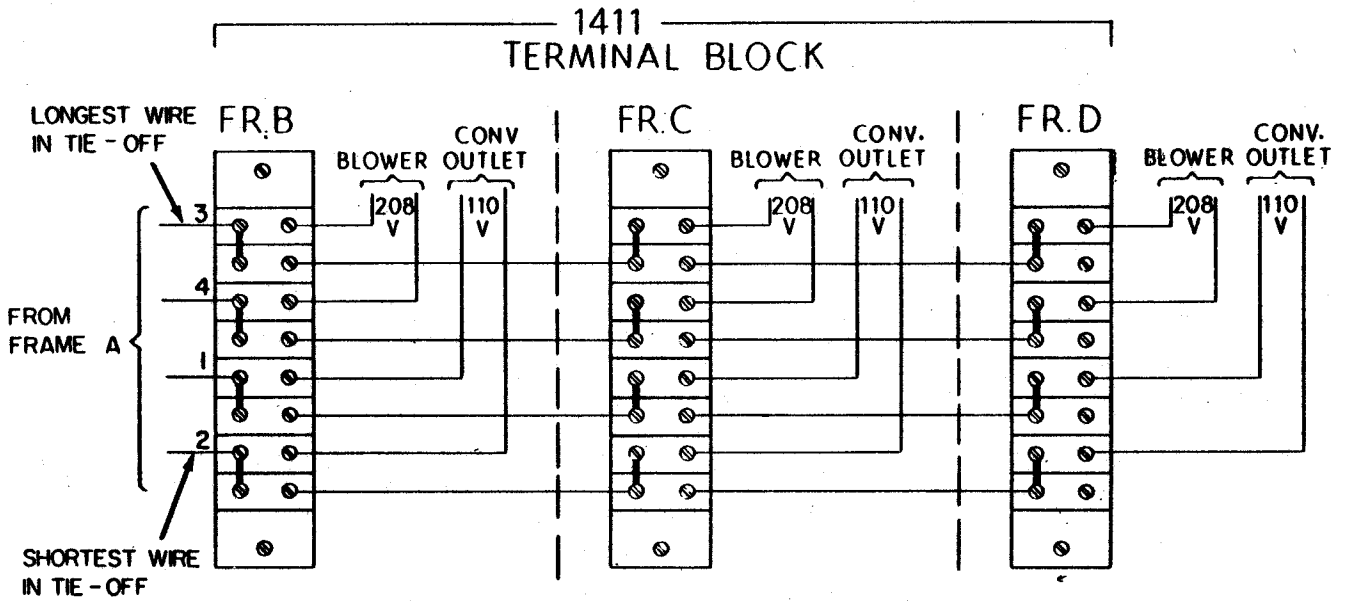 1411
TERMINAL BLOCK
LONGEST WIRE
IN TIE-OFF
FR.B
BLOWER
CONV
OUTLET
208
V
110
V
FR.C
BLOWER
CONV.
OUTLET
208
V
110
V
FR.D
BLOWER
CONV.
OUTLET
208
V
110
V
3
4
1
2
FROM
FRAME A
SHORTEST WIRE
IN TIE-OFF